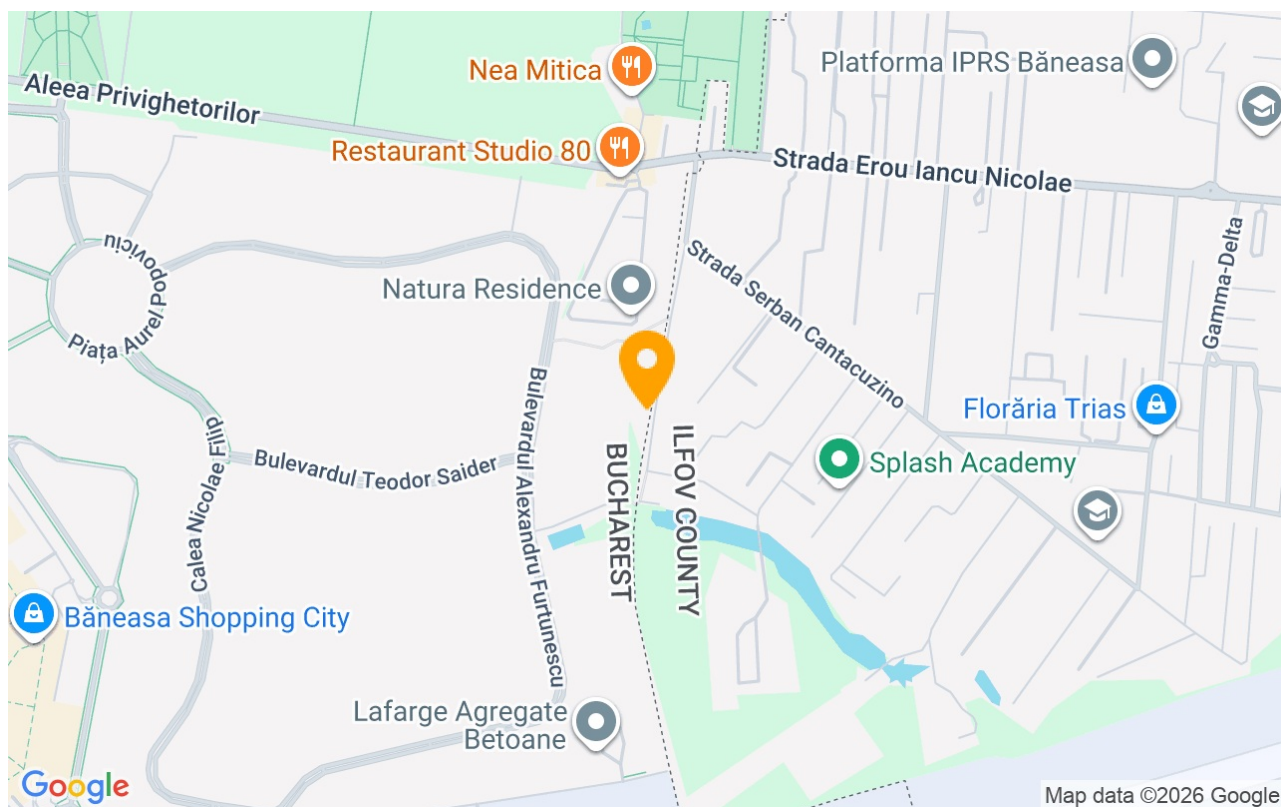 Nea Mitica
Platforma IPRS Băneasa
Aleea Privighetorilor
Restaurant Studio 80
Strada Erou Iancu Nicolae
Piața Aurel Popoviciu
Natura Residence
Strada Serban Cantacuzino
Gamma-Delta
Florăria Trias
Bulevardul Alexandru Furtunescu
Calea Nicolae Filip
Bulevardul Teodor Saider
BUCHAREST
ILFOV COUNTY
Splash Academy
Băneasa Shopping City
Lafarge Agregate
Betoane
Google
Map data ©2026 Google